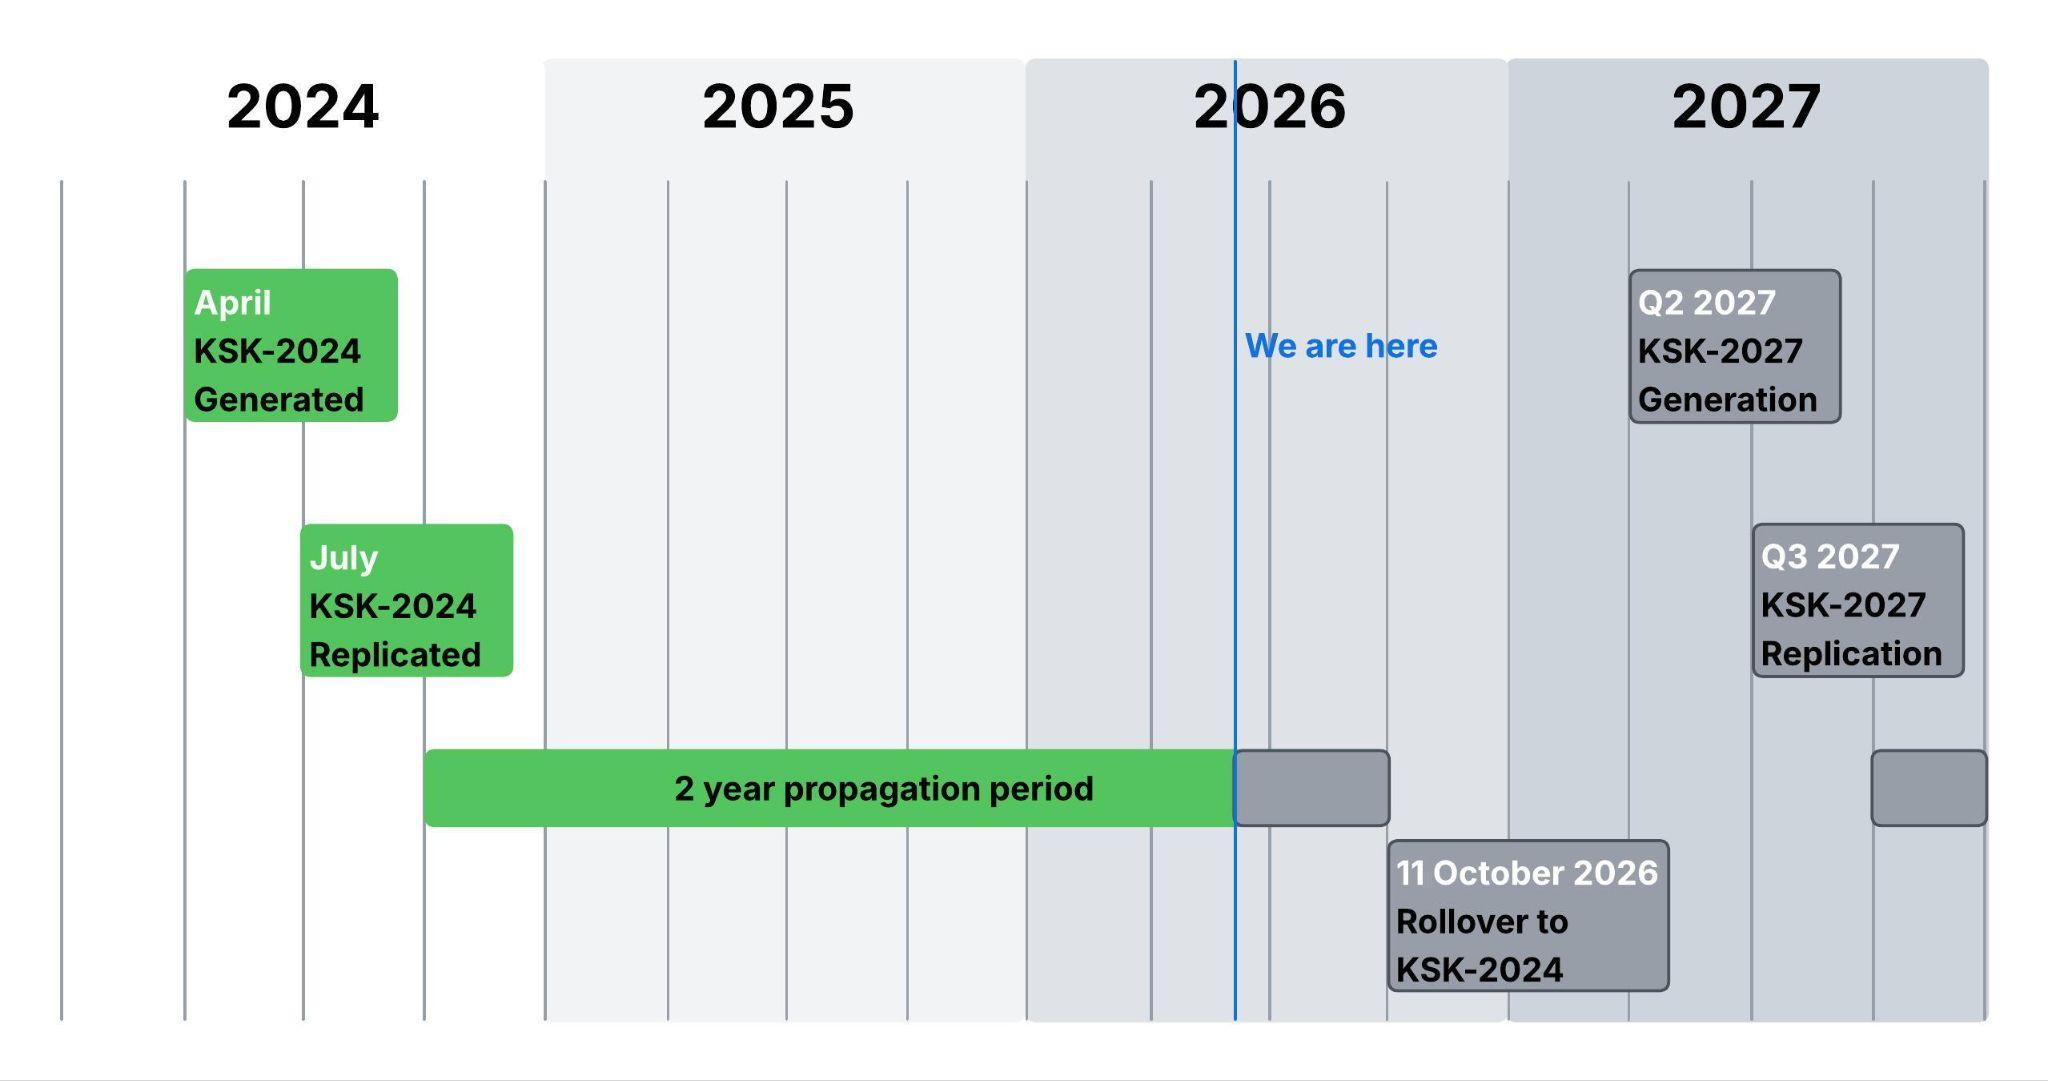 2024
2025
2026
2027
April
KSK-2024
Generated
We are here
Q2 2027
KSK-2027
Generation
July
KSK-2024
Replicated
Q3 2027
KSK-2027
Replication
2 year propagation period
11 October 2026
Rollover to
KSK-2024